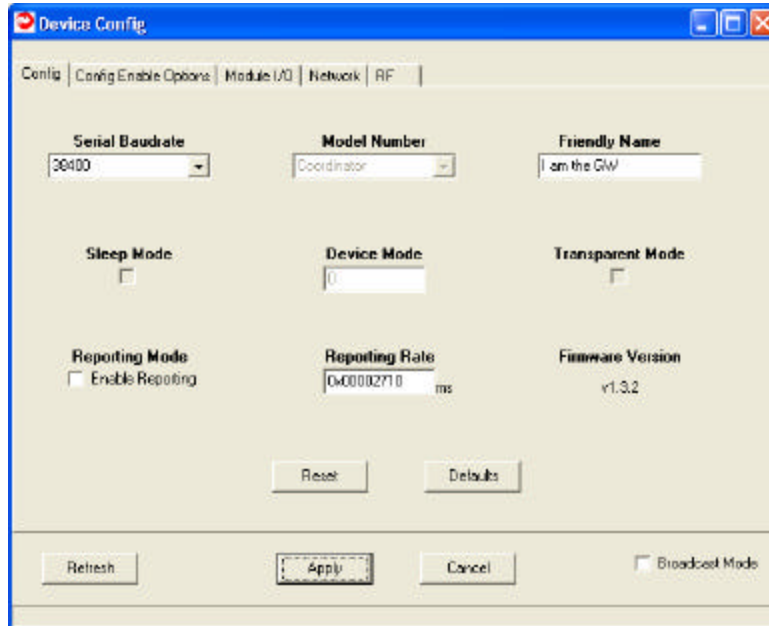 Device Config
Config
Config Enable Options
Module I/O
Network
RF
Serial Baudrate
Model Number
Friendly Name
38400
Coordinator
I am the GW
Sleep Mode
Device Mode
Transparent Mode
0
Reporting Mode
Reporting Rate
Firmware Version
Enable Reporting
0x00002710
ms
v1.3.2
Reset
Defaults
Refresh
Apply
Cancel
Broadcast Mode